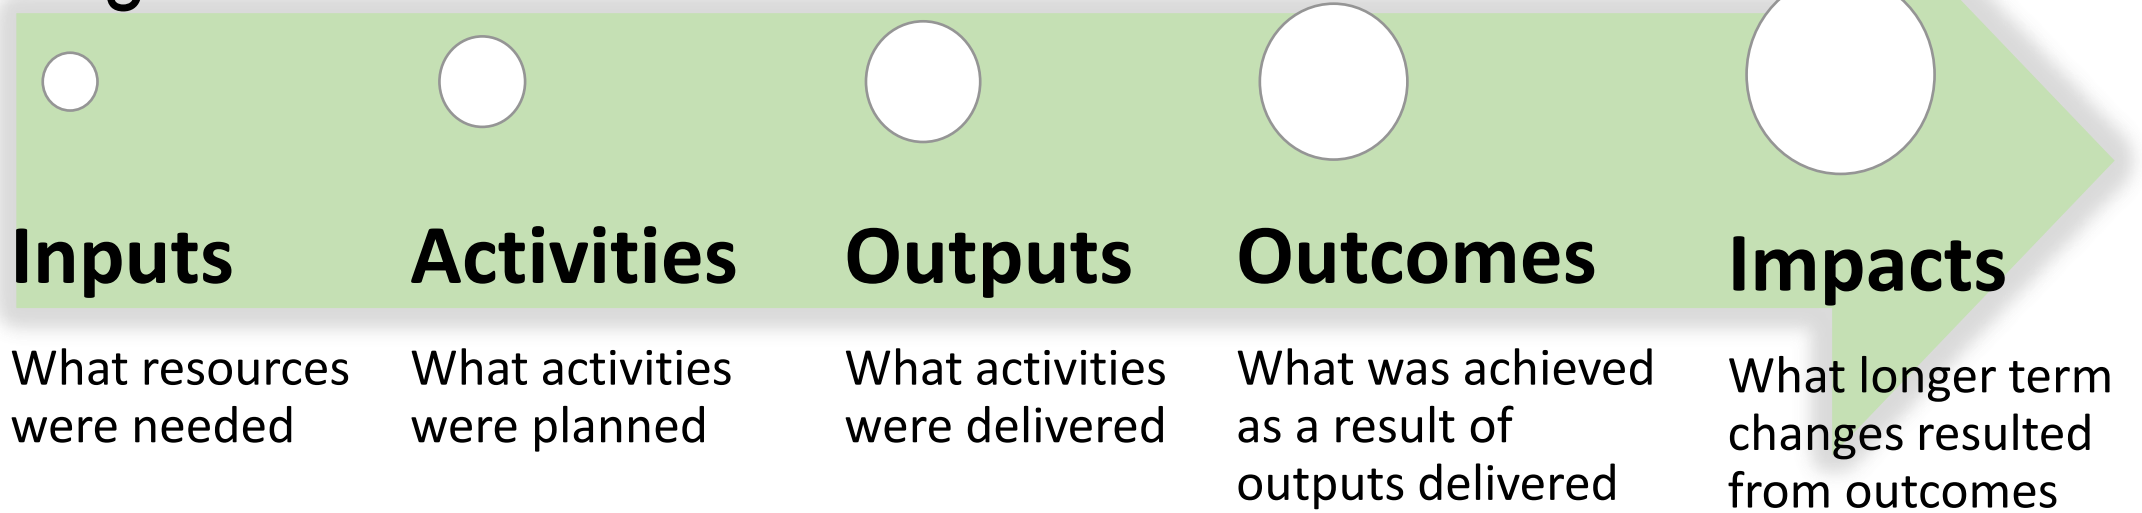 Inputs
Activities
Outputs
Outcomes
Impacts
What resources
were needed
What activities
were planned
What activities
were delivered
What was achieved
as a result of
outputs delivered
What longer term
changes resulted
from outcomes